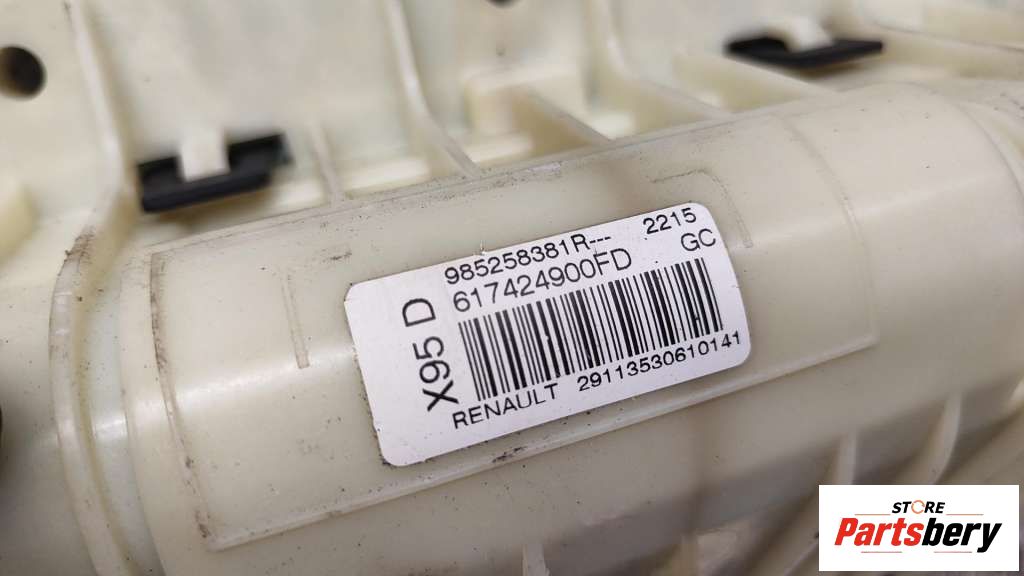 985258381R--- 2215
617424900FD GC
X95 D
RENAULT 29113530610141
STORE
Partsbery